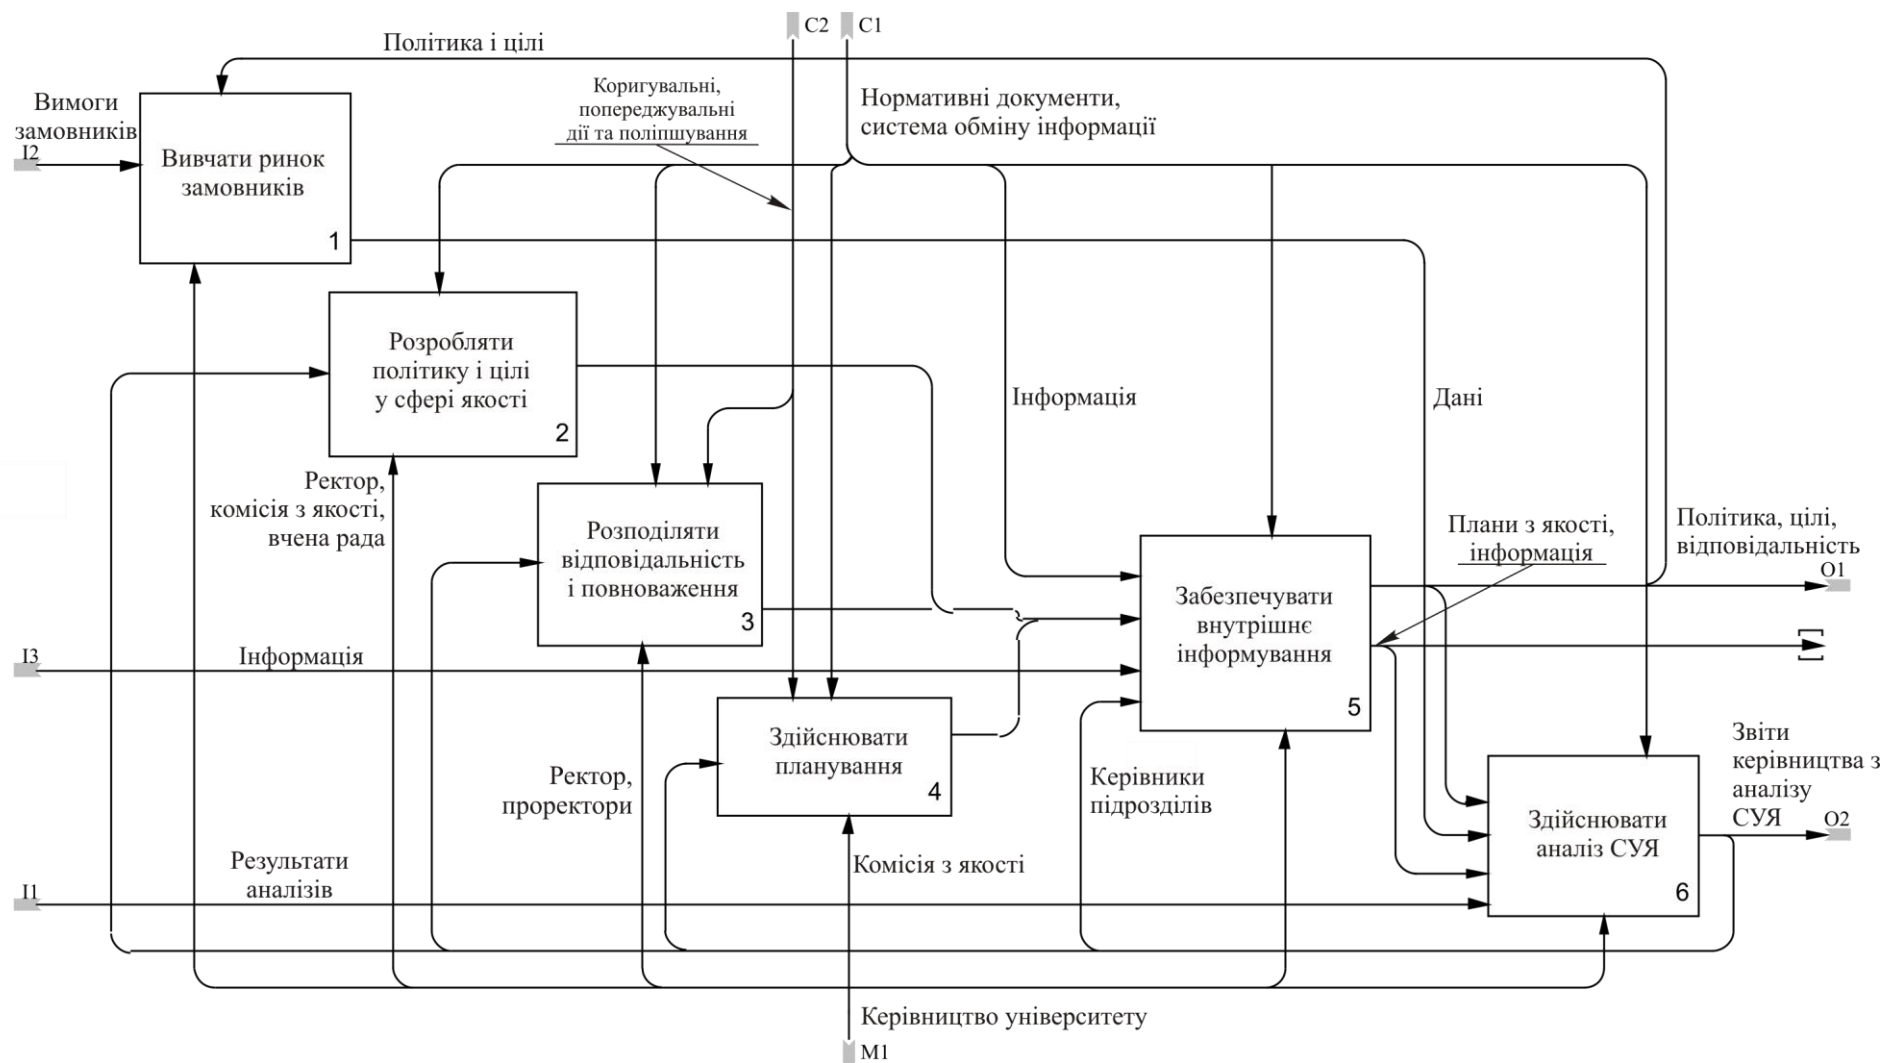 C2
C1
Політика і цілі
Коригувальні,
попереджувальні
дії та поліпшування
Нормативні документи,
система обміну інформації
Вимоги
замовників
I2
Вивчати ринок
замовників
1
Розробляти
політику і цілі
у сфері якості
2
Інформація
Дані
Ректор,
комісія з якості,
вчена рада
Розподіляти
відповідальність
і повноваження
3
Плани з якості,
інформація
Політика, цілі,
відповідальність
O1
Забезпечувати
внутрішнє
інформування
5
I3
Інформація
[ ]
Здійснювати
планування
4
Ректор,
проректори
Керівники
підрозділів
Звіти
керівництва з
аналізу
СУЯ
O2
Здійснювати
аналіз СУЯ
6
Результати
аналізів
I1
Комісія з якості
Керівництво університету
M1